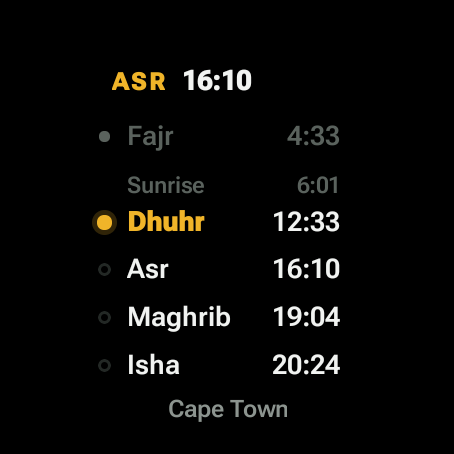 ASR 16:10
Fajr 4:33
Sunrise 6:01
Dhuhr 12:33
Asr 16:10
Maghrib 19:04
Isha 20:24
Cape Town